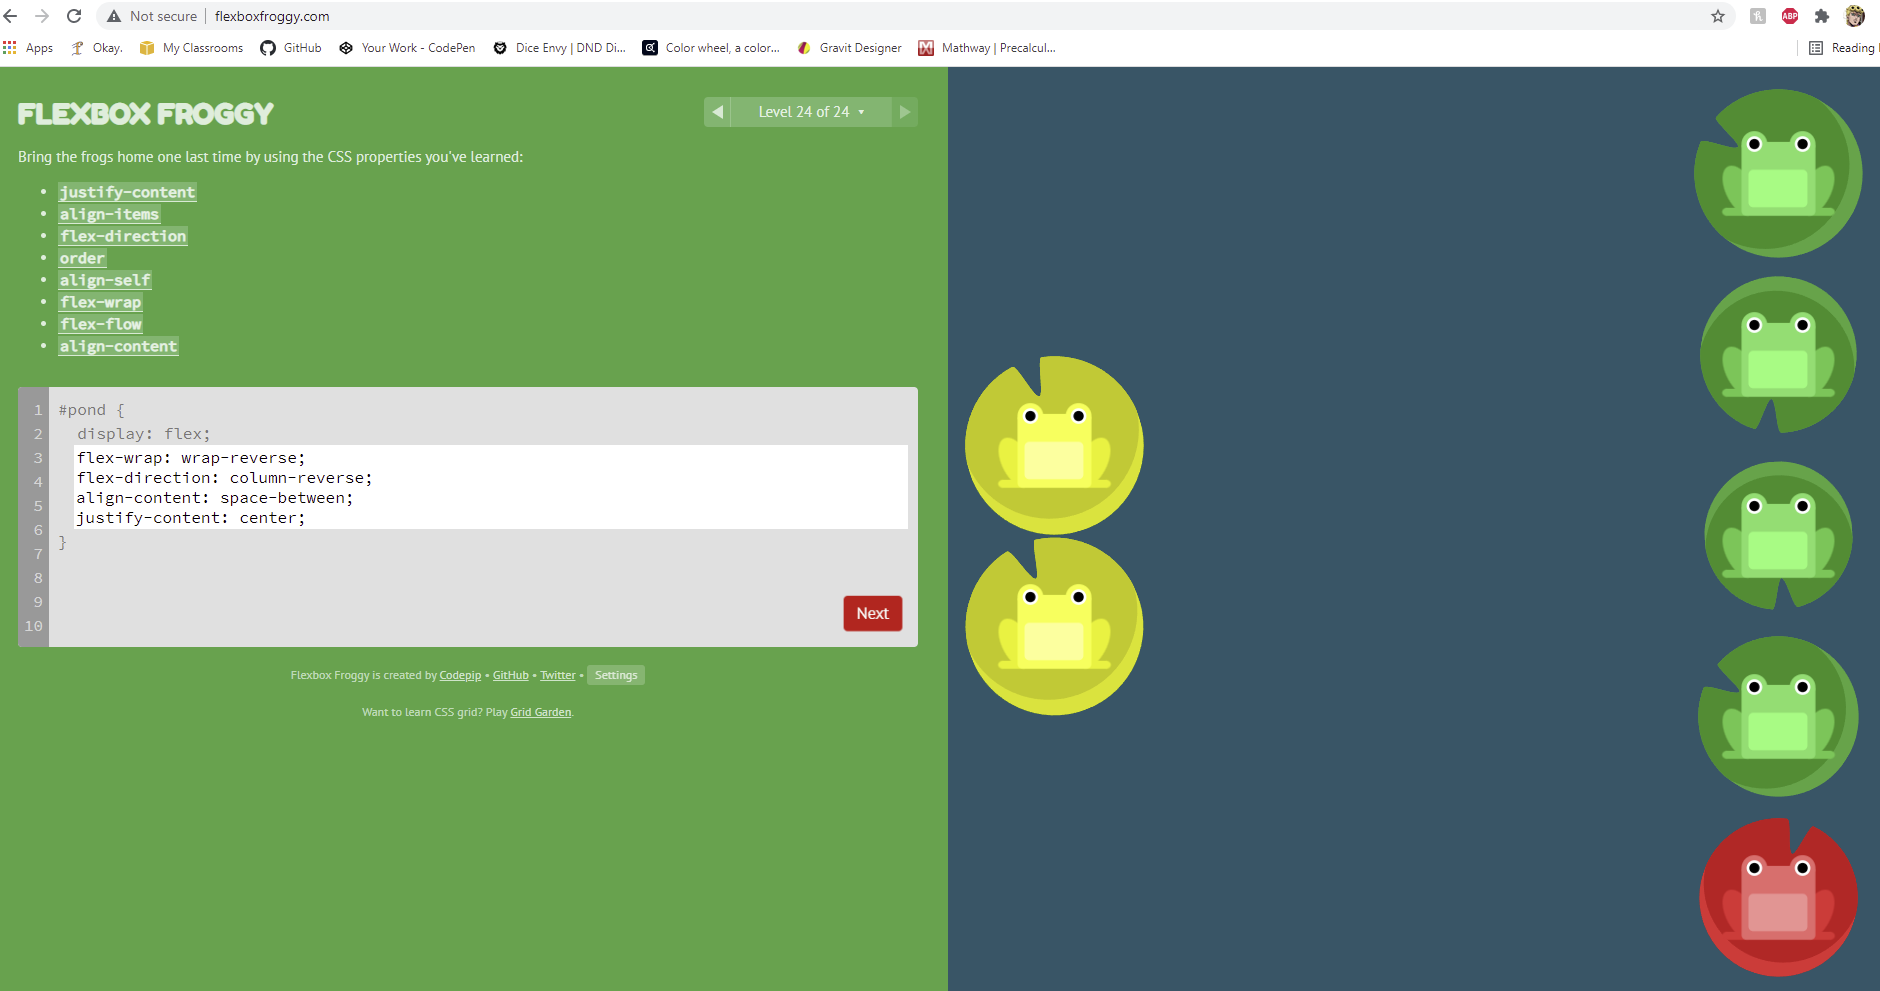 Not secure | flexboxfroggy.com
ABP
Apps Okay. My Classrooms GitHub Your Work - CodePen Dice Envy | DND Di... Color wheel, a color... Gravit Designer Mathway | Precalcul... Reading
FLEXBOX FROGGY
Level 24 of 24
Bring the frogs home one last time by using the CSS properties you've learned:
• justify-content
• align-items
• flex-direction
• order
• align-self
• flex-wrap
• flex-flow
• align-content
1 #pond {
2 display: flex;
3 flex-wrap: wrap-reverse;
4 flex-direction: column-reverse;
5 align-content: space-between;
6 justify-content: center;
7 }
8
9
10
Next
Flexbox Froggy is created by Codepip • GitHub • Twitter • Settings
Want to learn CSS grid? Play Grid Garden.